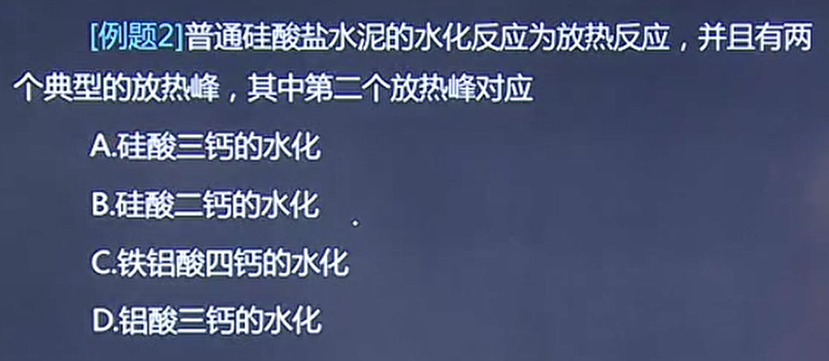 [例题2]普通硅酸盐水泥的水化反应为放热反应，并且有两
个典型的放热峰，其中第二个放热峰对应
A.硅酸三钙的水化
B.硅酸二钙的水化
C.铁铝酸四钙的水化
D.铝酸三钙的水化